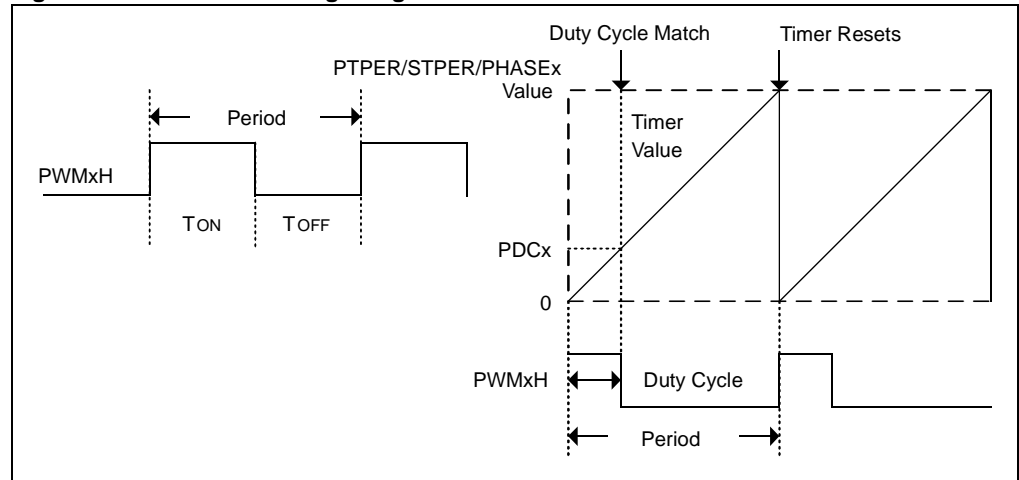 Duty Cycle Match
Timer Resets
PTPER/STPER/PHASEx
Value
Period
Timer
Value
PWMxH
TON
TOFF
PDCx
0
PWMxH
Duty Cycle
Period